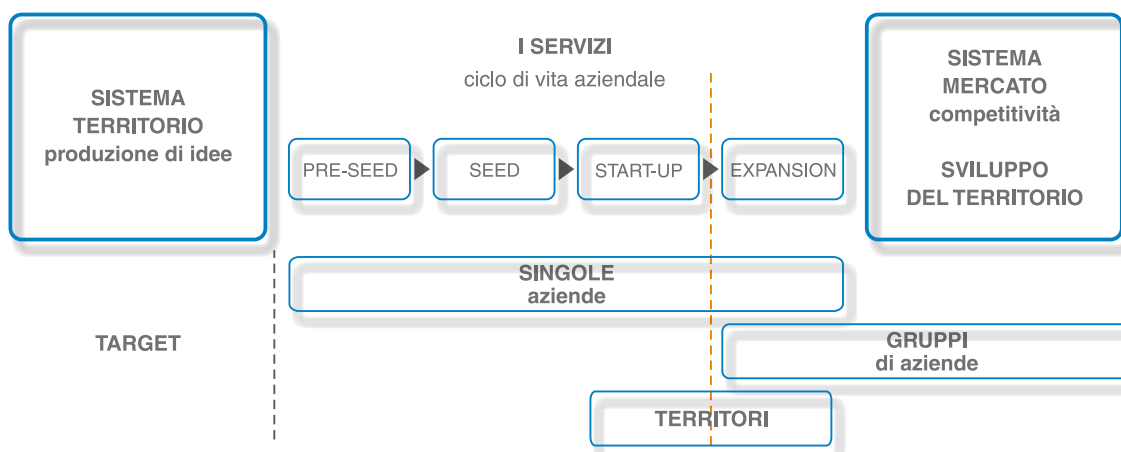 SISTEMA
TERRITORIO
produzione di idee
I SERVIZI
ciclo di vita aziendale
PRE-SEED
SEED
START-UP
EXPANSION
SISTEMA
MERCATO
competitività
SVILUPPO
DEL TERRITORIO
TARGET
SINGOLE
aziende
GRUPPI
di aziende
TERRITORI